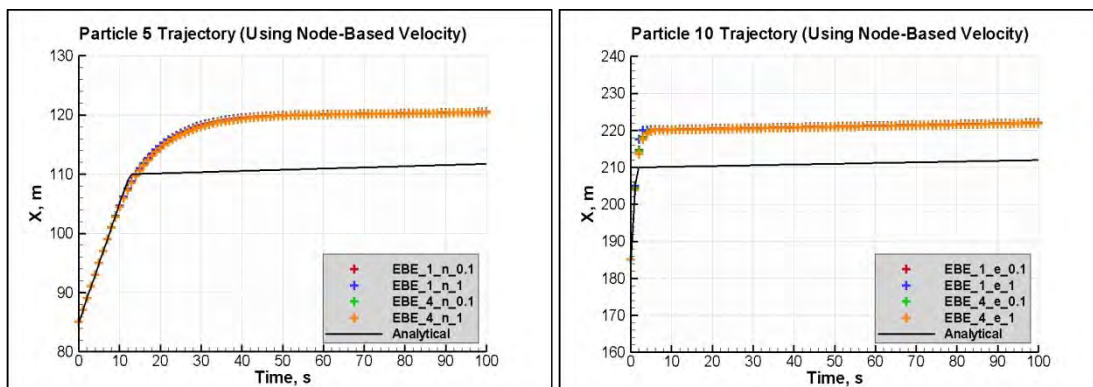 Particle 5 Trajectory (Using Node-Based Velocity)
130
120
110
100
90
80
X, m
0 10 20 30 40 50 60 70 80 90 100
Time, s
EBE_1_n_0.1
EBE_1_n_1
EBE_4_n_0.1
EBE_4_n_1
Analytical
Particle 10 Trajectory (Using Node-Based Velocity)
240
230
220
210
200
190
180
170
160
X, m
0 10 20 30 40 50 60 70 80 90 100
Time, s
EBE_1_e_0.1
EBE_1_e_1
EBE_4_e_0.1
EBE_4_e_1
Analytical